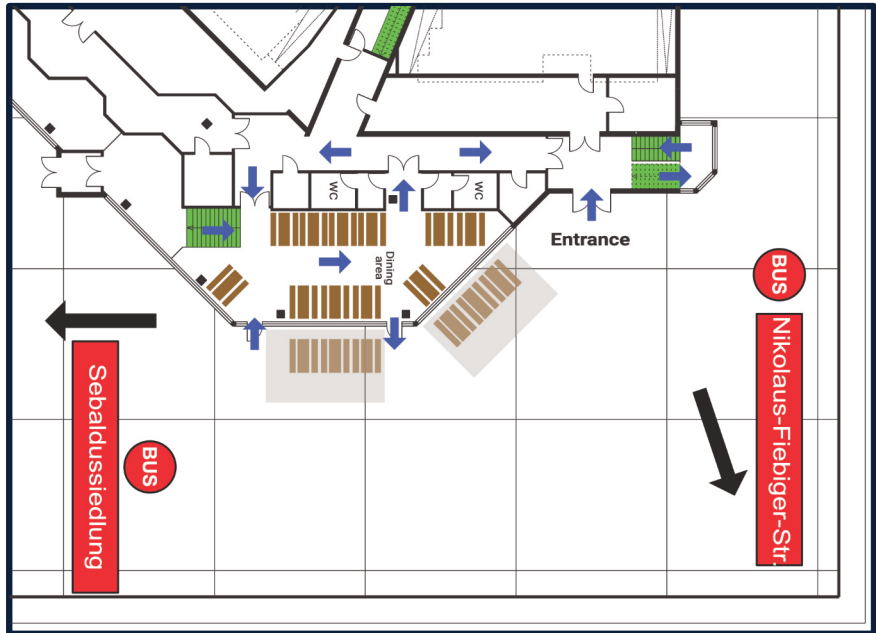 WC
WC
Dining
area
Entrance
BUS
Nikolaus-Fiebiger-Str.
Sebaldussiedlung
BUS